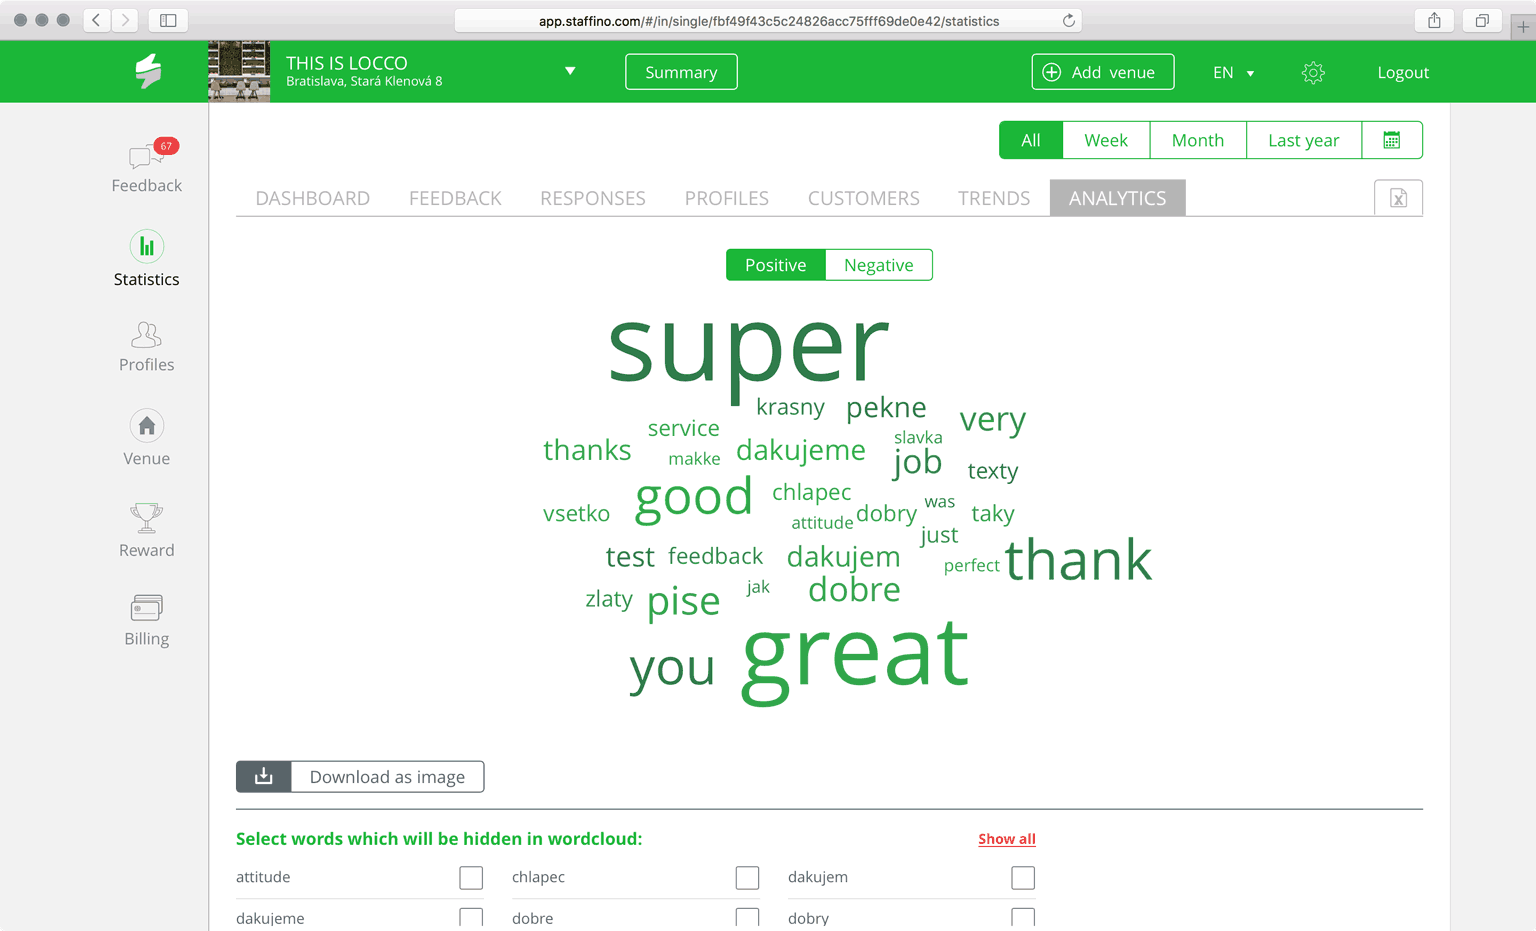 app.staffino.com/#/in/single/fbf49f43c5c24826acc75fff69de0e42/statistics
THIS IS LOCCO
Bratislava, Stará Klenová 8
Summary
Add venue
EN
Logout
67
Feedback
Statistics
Profiles
Venue
Reward
Billing
All Week Month Last year
DASHBOARD FEEDBACK RESPONSES PROFILES CUSTOMERS TRENDS ANALYTICS
Positive Negative
super
krasny pekne very
service slavka
thanks makke dakujeme job texty
good chlapec was
vsetko attitude dobry taky
just
test feedback dakujem perfect thank
zlaty pise jak dobre
you great
Download as image
Select words which will be hidden in wordcloud: Show all
attitude chlapec dakujem
dakujeme dobre dobry